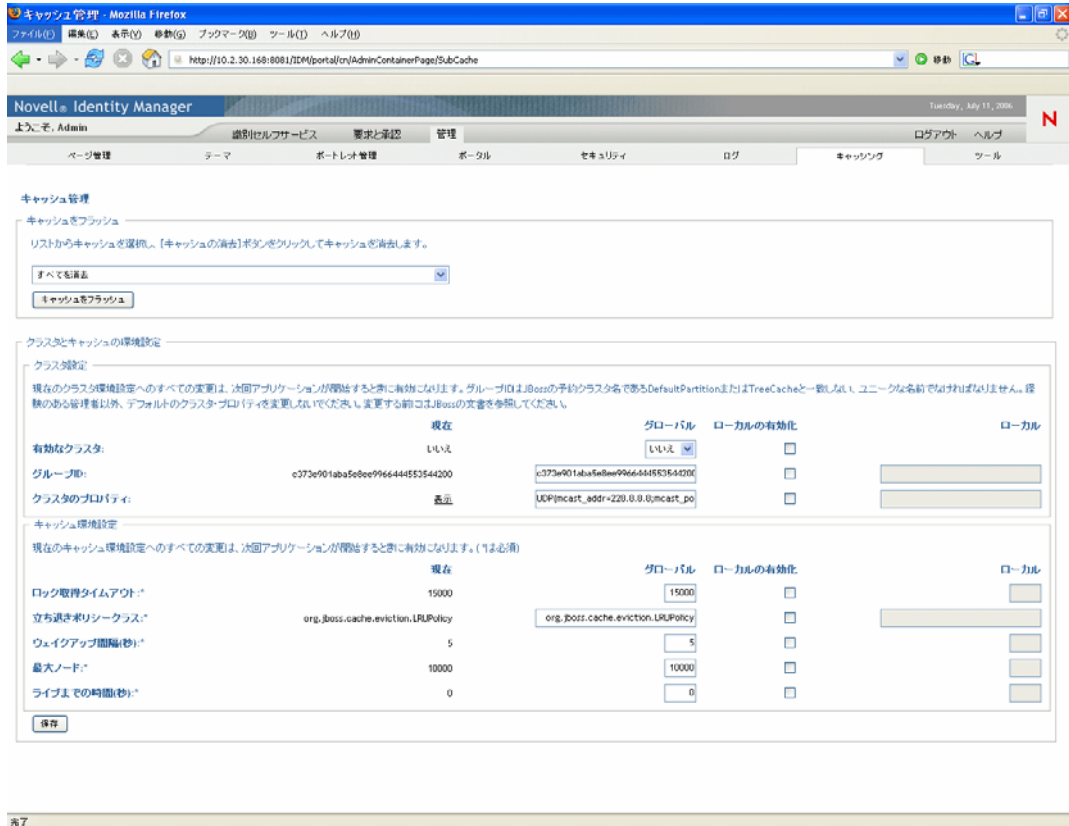 キャッシュ管理 - Mozilla Firefox
ファイル(F) 編集(E) 表示(V) 移動(G) ブックマーク(B) ツール(T) ヘルプ(H)
http://10.2.30.168:8081/IDM/portal/cn/AdminContainerPage/SubCache 移動
Novell® Identity Manager Tuesday, July 11, 2006
ようこそ, Admin 識別セルフサービス 要求と承認 管理 ログアウト ヘルプ N
ページ管理 テーマ ポートレット管理 ポータル セキュリティ ログ キャッシング ツール
キャッシュ管理
キャッシュをフラッシュ
リストからキャッシュを選択し、[キャッシュの消去]ボタンをクリックしてキャッシュを消去します。
すべてを消去
キャッシュをフラッシュ
クラスタとキャッシュの環境設定
クラスタ設定
現在のクラスタ環境設定へのすべての変更は、次回アプリケーションが開始するときに有効になります。グループIDはJBossの予約クラスタ名であるDefaultPartitionまたはTreeCacheと一致しない、ユニークな名前でなければなりません。経
験のある管理者以外、デフォルトのクラスタ・プロパティを変更しないでください。変更する前にはJBossの文書を参照してください。
現在 グローバル ローカルの有効化 ローカル
有効なクラスタ: いいえ いいえ
グループID: c373e901aba5e8ee9966444553544200 c373e901aba5e8ee9966444553544200
クラスタのプロパティ: 表示 UDP(mcast_addr=228.8.8.8;mcast_po
キャッシュ環境設定
現在のキャッシュ環境設定へのすべての変更は、次回アプリケーションが開始するときに有効になります。(*は必須)
現在 グローバル ローカルの有効化 ローカル
ロック取得タイムアウト:* 15000 15000
立ち退きポリシークラス:* org.jboss.cache.eviction.LRUPolicy org.jboss.cache.eviction.LRUPolicy
ウェイクアップ間隔(秒):* 5 5
最大ノード:* 10000 10000
ライブまでの時間(秒):* 0 0
保存
完了